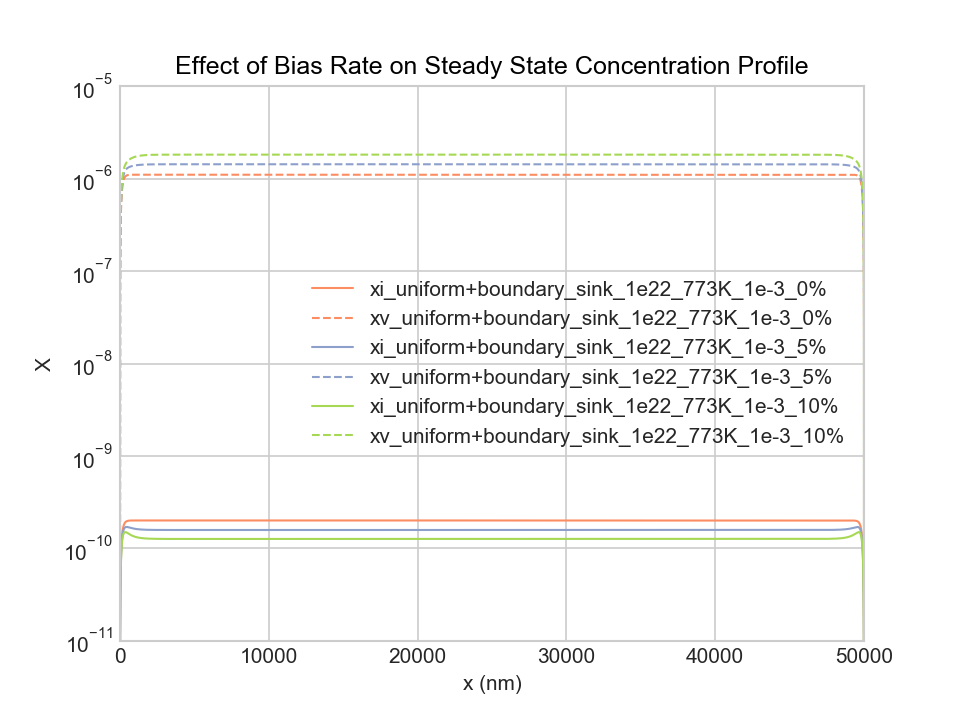 Effect of Bias Rate on Steady State Concentration Profile
10⁻⁵
10⁻⁶
10⁻⁷
10⁻⁸
10⁻⁹
10⁻¹⁰
10⁻¹¹
X
xi_uniform+boundary_sink_1e22_773K_1e-3_0%
xv_uniform+boundary_sink_1e22_773K_1e-3_0%
xi_uniform+boundary_sink_1e22_773K_1e-3_5%
xv_uniform+boundary_sink_1e22_773K_1e-3_5%
xi_uniform+boundary_sink_1e22_773K_1e-3_10%
xv_uniform+boundary_sink_1e22_773K_1e-3_10%
0 10000 20000 30000 40000 50000
x (nm)